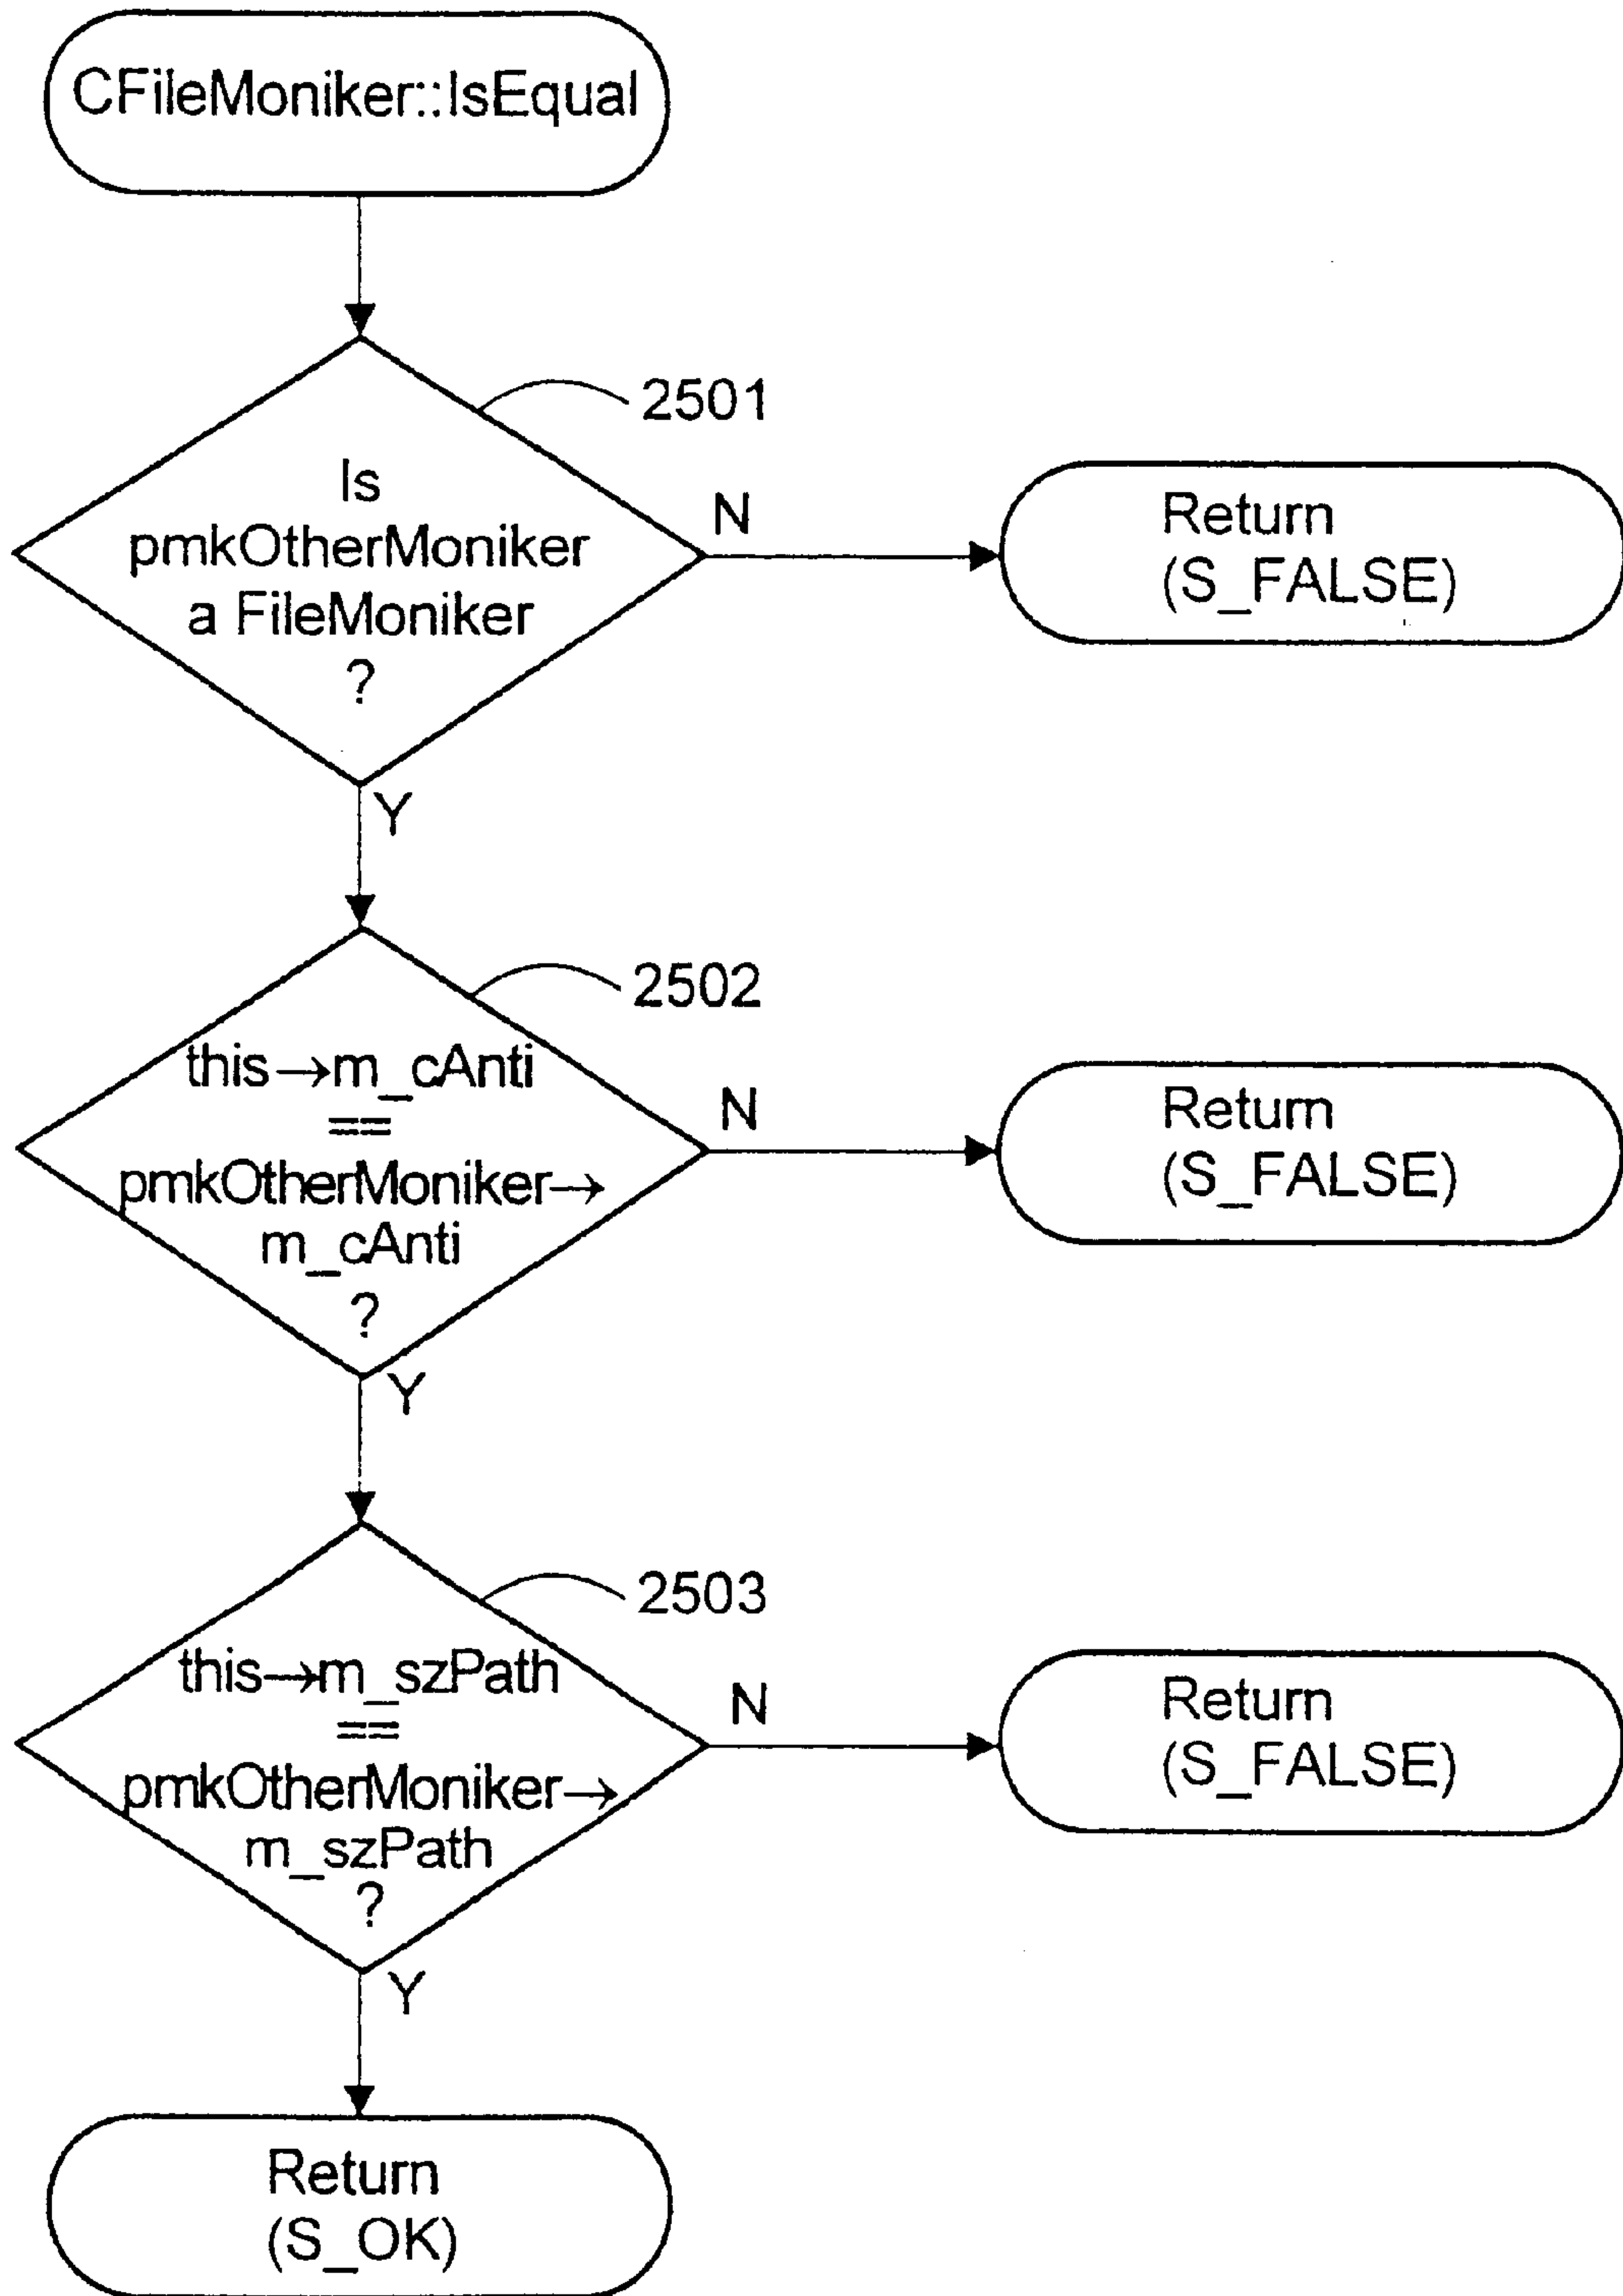 CFileMoniker::IsEqual
2501
Is
pmkOtherMoniker
a FileMoniker
?
N
Return
(S_FALSE)
Y
2502
this→m_cAnti
==
pmkOtherMoniker→
m_cAnti
?
N
Return
(S_FALSE)
Y
2503
this→m_szPath
==
pmkOtherMoniker→
m_szPath
?
N
Return
(S_FALSE)
Y
Return
(S_OK)